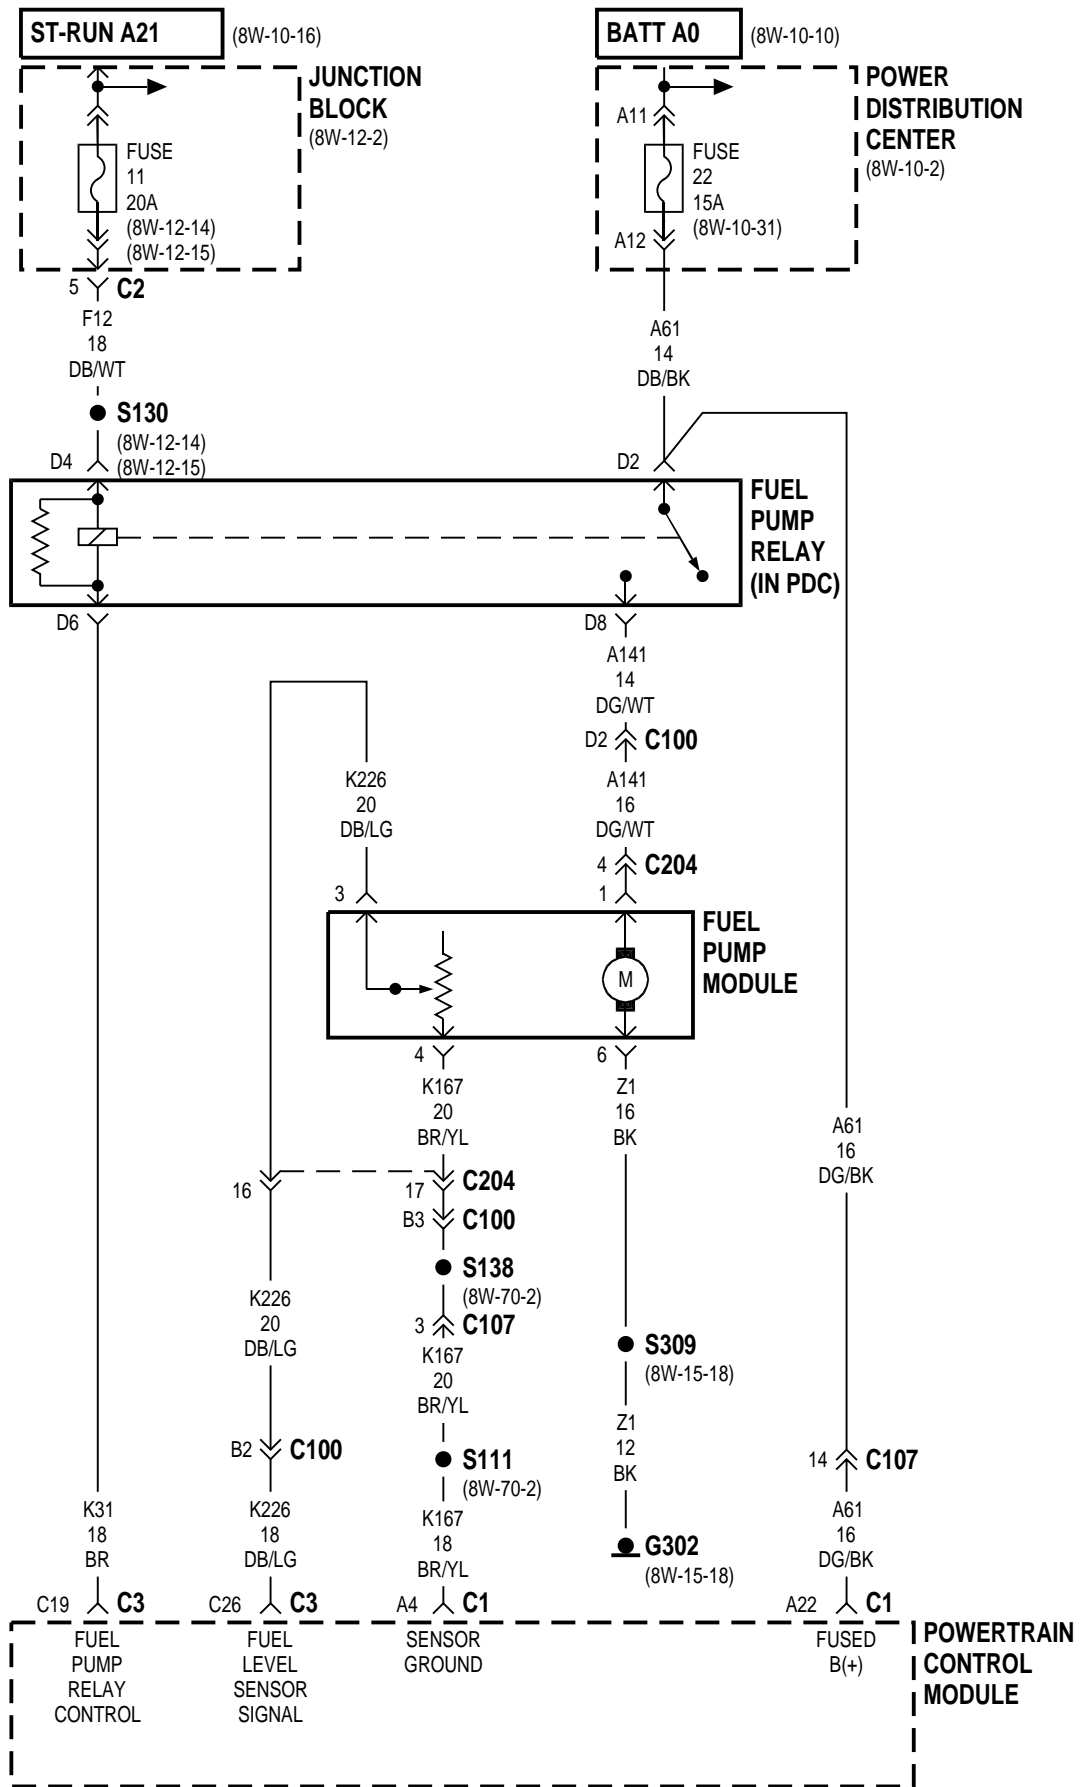 ST-RUN A21
(8W-10-16)
BATT A0
(8W-10-10)
JUNCTION
BLOCK
(8W-12-2)
POWER
DISTRIBUTION
CENTER
(8W-10-2)
FUSE
11
20A
(8W-12-14)
(8W-12-15)
A11
FUSE
22
15A
(8W-10-31)
A12
5
C2
F12
18
DB/WT
A61
14
DB/BK
S130
(8W-12-14)
(8W-12-15)
D4
D2
FUEL
PUMP
RELAY
(IN PDC)
D6
D8
A141
14
DG/WT
D2
C100
K226
20
DB/LG
A141
16
DG/WT
4
C204
3
1
FUEL
PUMP
MODULE
M
4
6
K167
20
BR/YL
Z1
16
BK
A61
16
DG/BK
16
17
C204
B3
C100
S138
(8W-70-2)
K226
20
DB/LG
3
C107
K167
20
BR/YL
S309
(8W-15-18)
Z1
12
BK
B2
C100
S111
(8W-70-2)
14
C107
K31
18
BR
K226
18
DB/LG
K167
18
BR/YL
G302
(8W-15-18)
A61
16
DG/BK
C19
C3
C26
C3
A4
C1
A22
C1
FUEL
PUMP
RELAY
CONTROL
FUEL
LEVEL
SENSOR
SIGNAL
SENSOR
GROUND
FUSED
B(+)
POWERTRAIN
CONTROL
MODULE